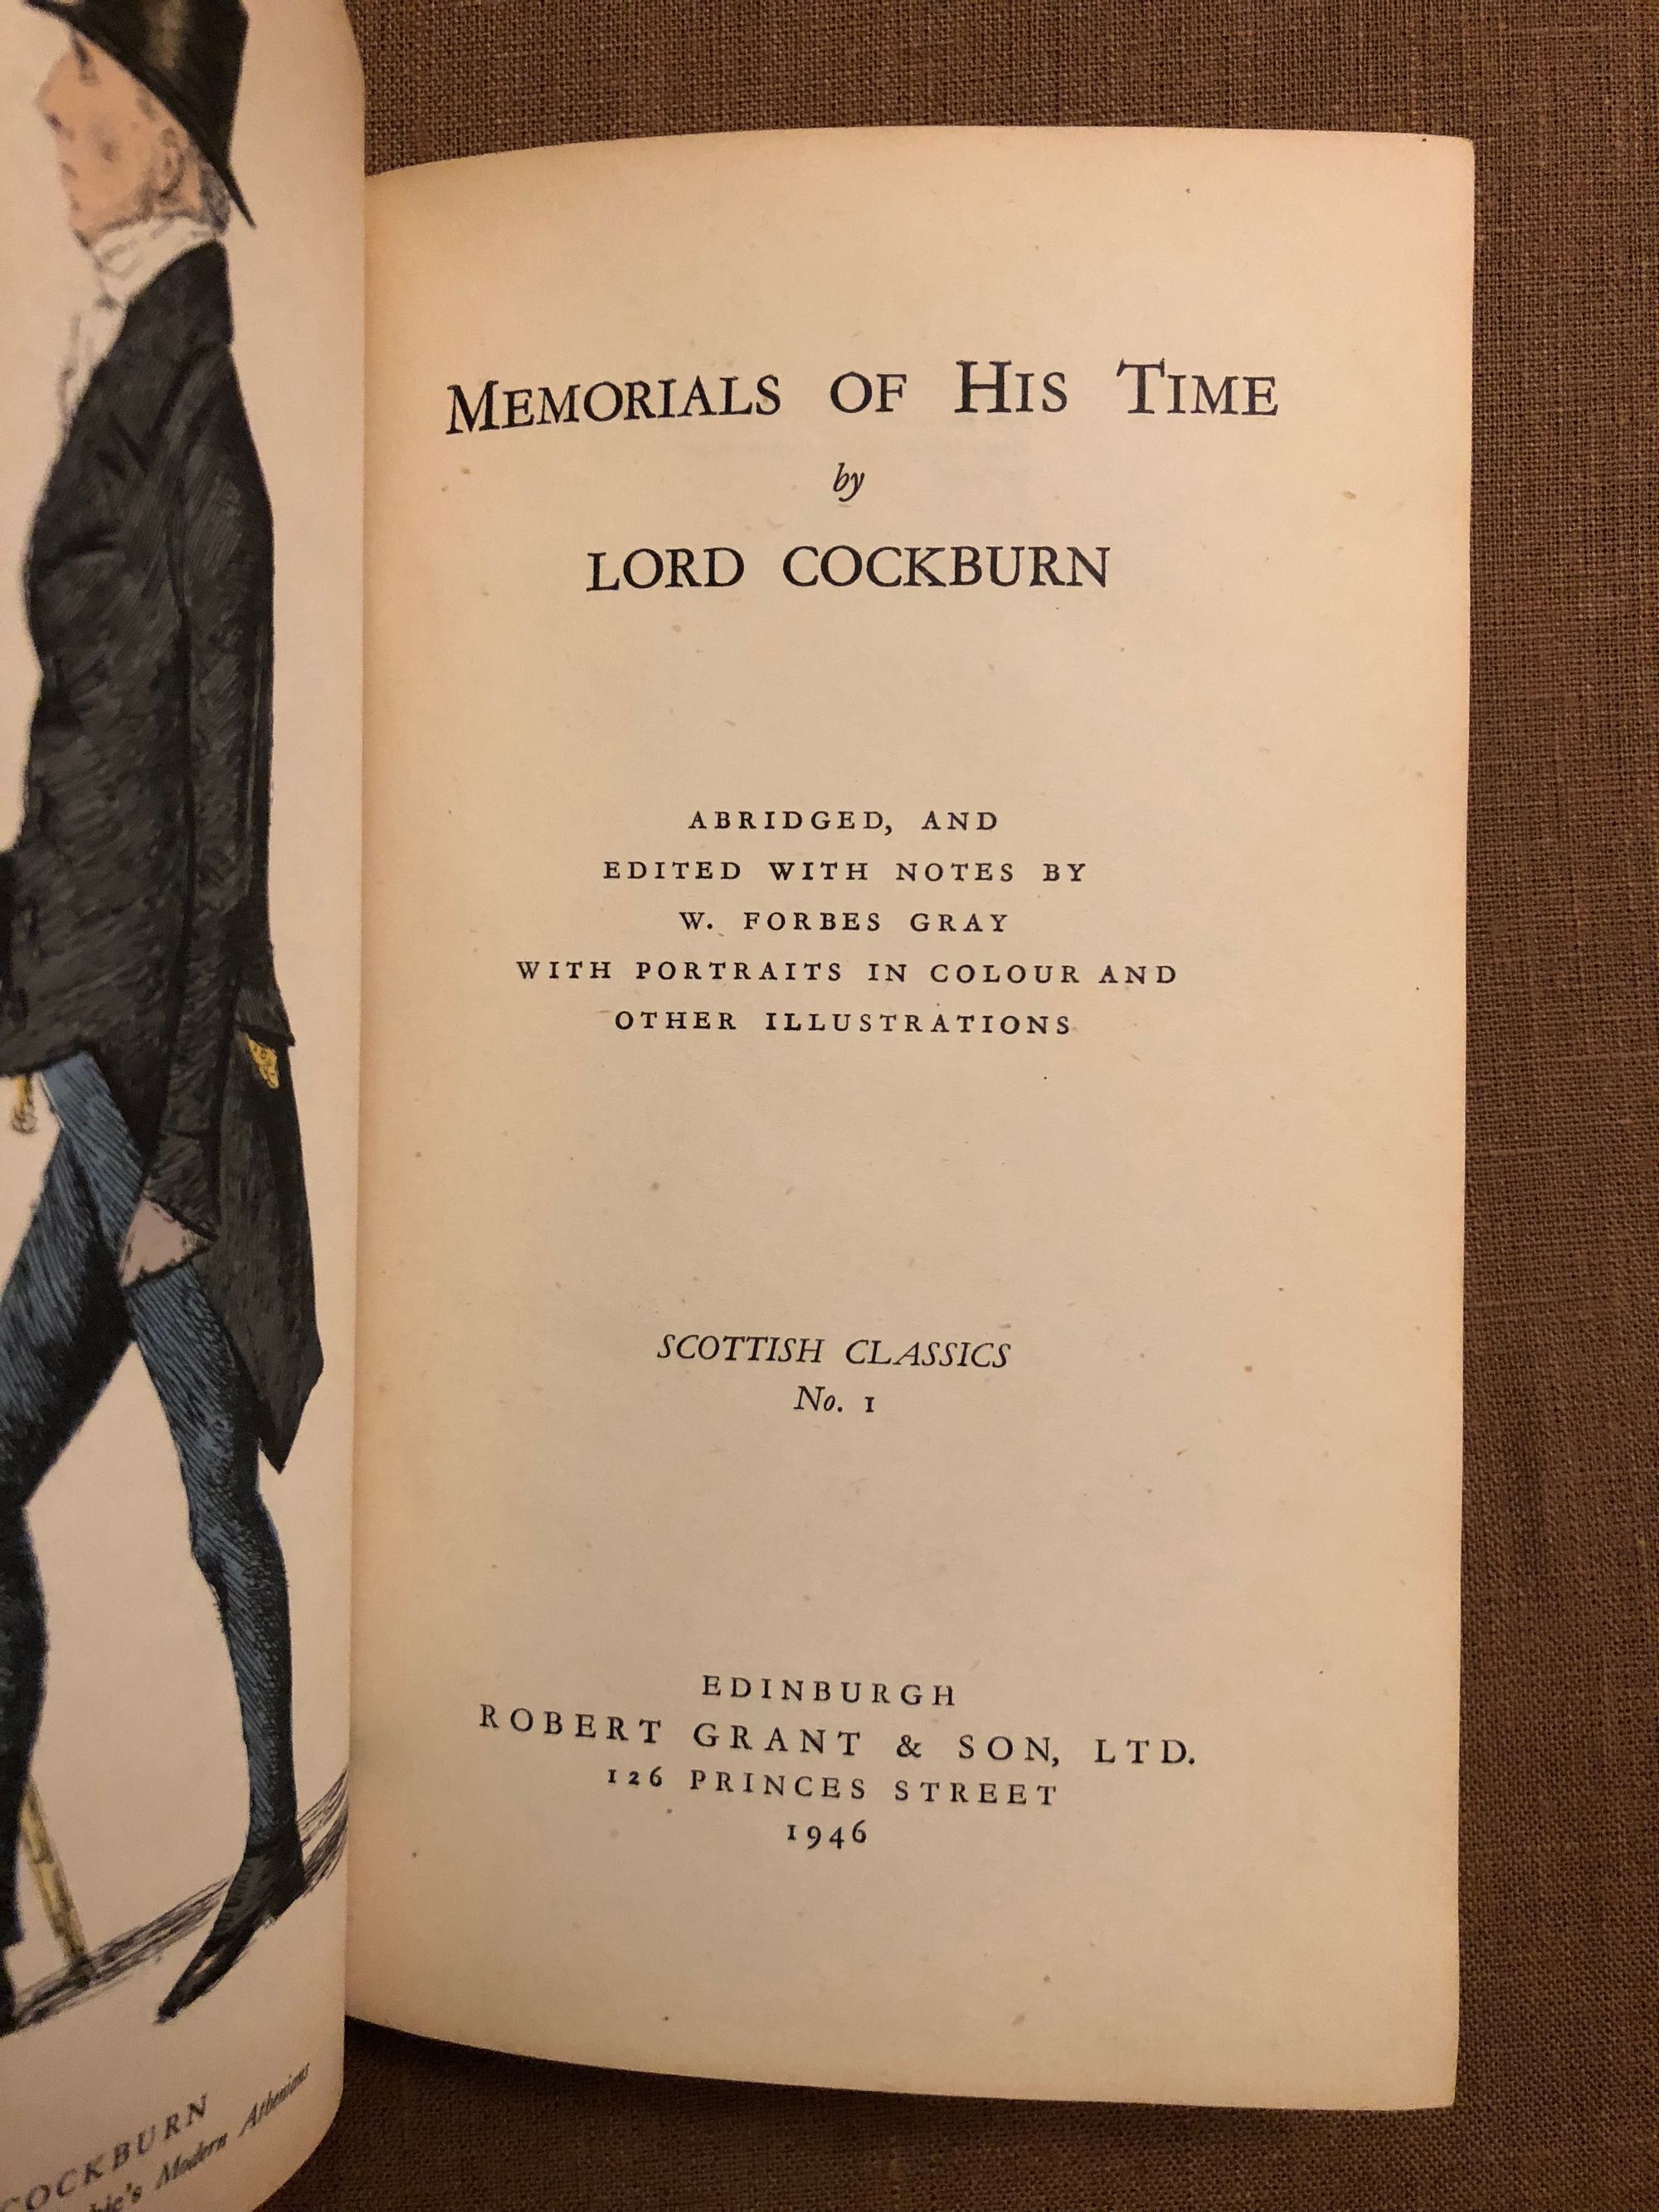 COCKBURN
Modern Athenians
MEMORIALS OF HIS TIME
by
LORD COCKBURN
ABRIDGED, AND
EDITED WITH NOTES BY
W. FORBES GRAY
WITH PORTRAITS IN COLOUR AND
OTHER ILLUSTRATIONS
SCOTTISH CLASSICS
No. 1
EDINBURGH
ROBERT GRANT & SON, LTD.
126 PRINCES STREET
1946